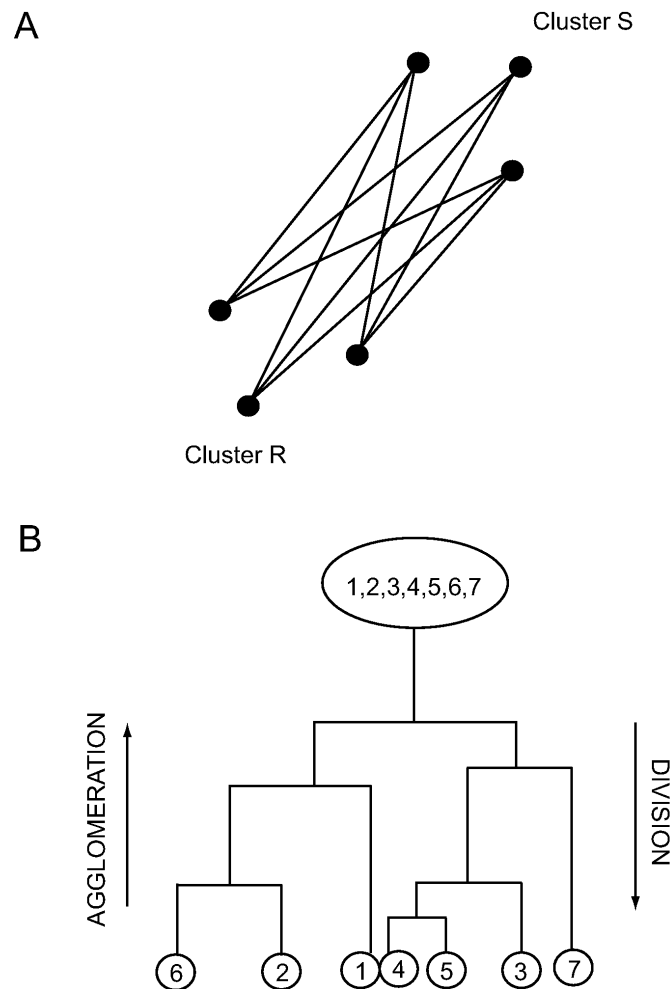 A
Cluster S
Cluster R
B
1,2,3,4,5,6,7
AGGLOMERATION
DIVISION
6
2
1
4
5
3
7